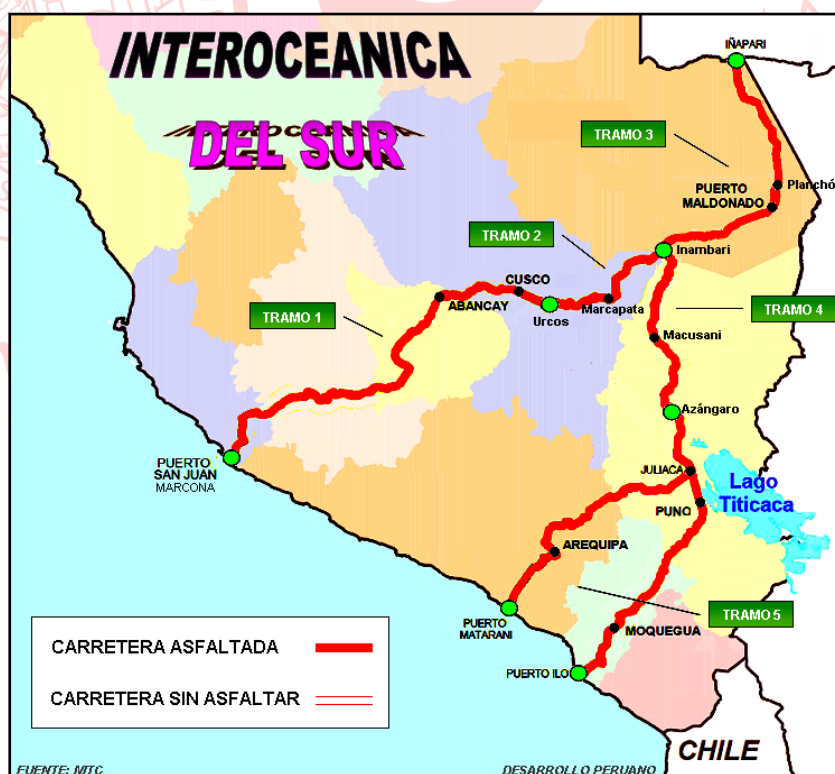 INTEROCEANICA
DEL SUR
IÑAPARI
TRAMO 3
Planchó
PUERTO
MALDONADO
TRAMO 2
Inambari
CUSCO
ABANCAY
Urcos
Marcapata
TRAMO 1
TRAMO 4
Macusani
Azángaro
PUERTO
SAN JUAN
MARCONA
JULIACA
Lago
Titicaca
PUNO
AREQUIPA
PUERTO
MATARANI
TRAMO 5
MOQUEGUA
PUERTO ILO
CARRETERA ASFALTADA
CARRETERA SIN ASFALTAR
CHILE
FUENTE: MTC
DESARROLLO PERUANO